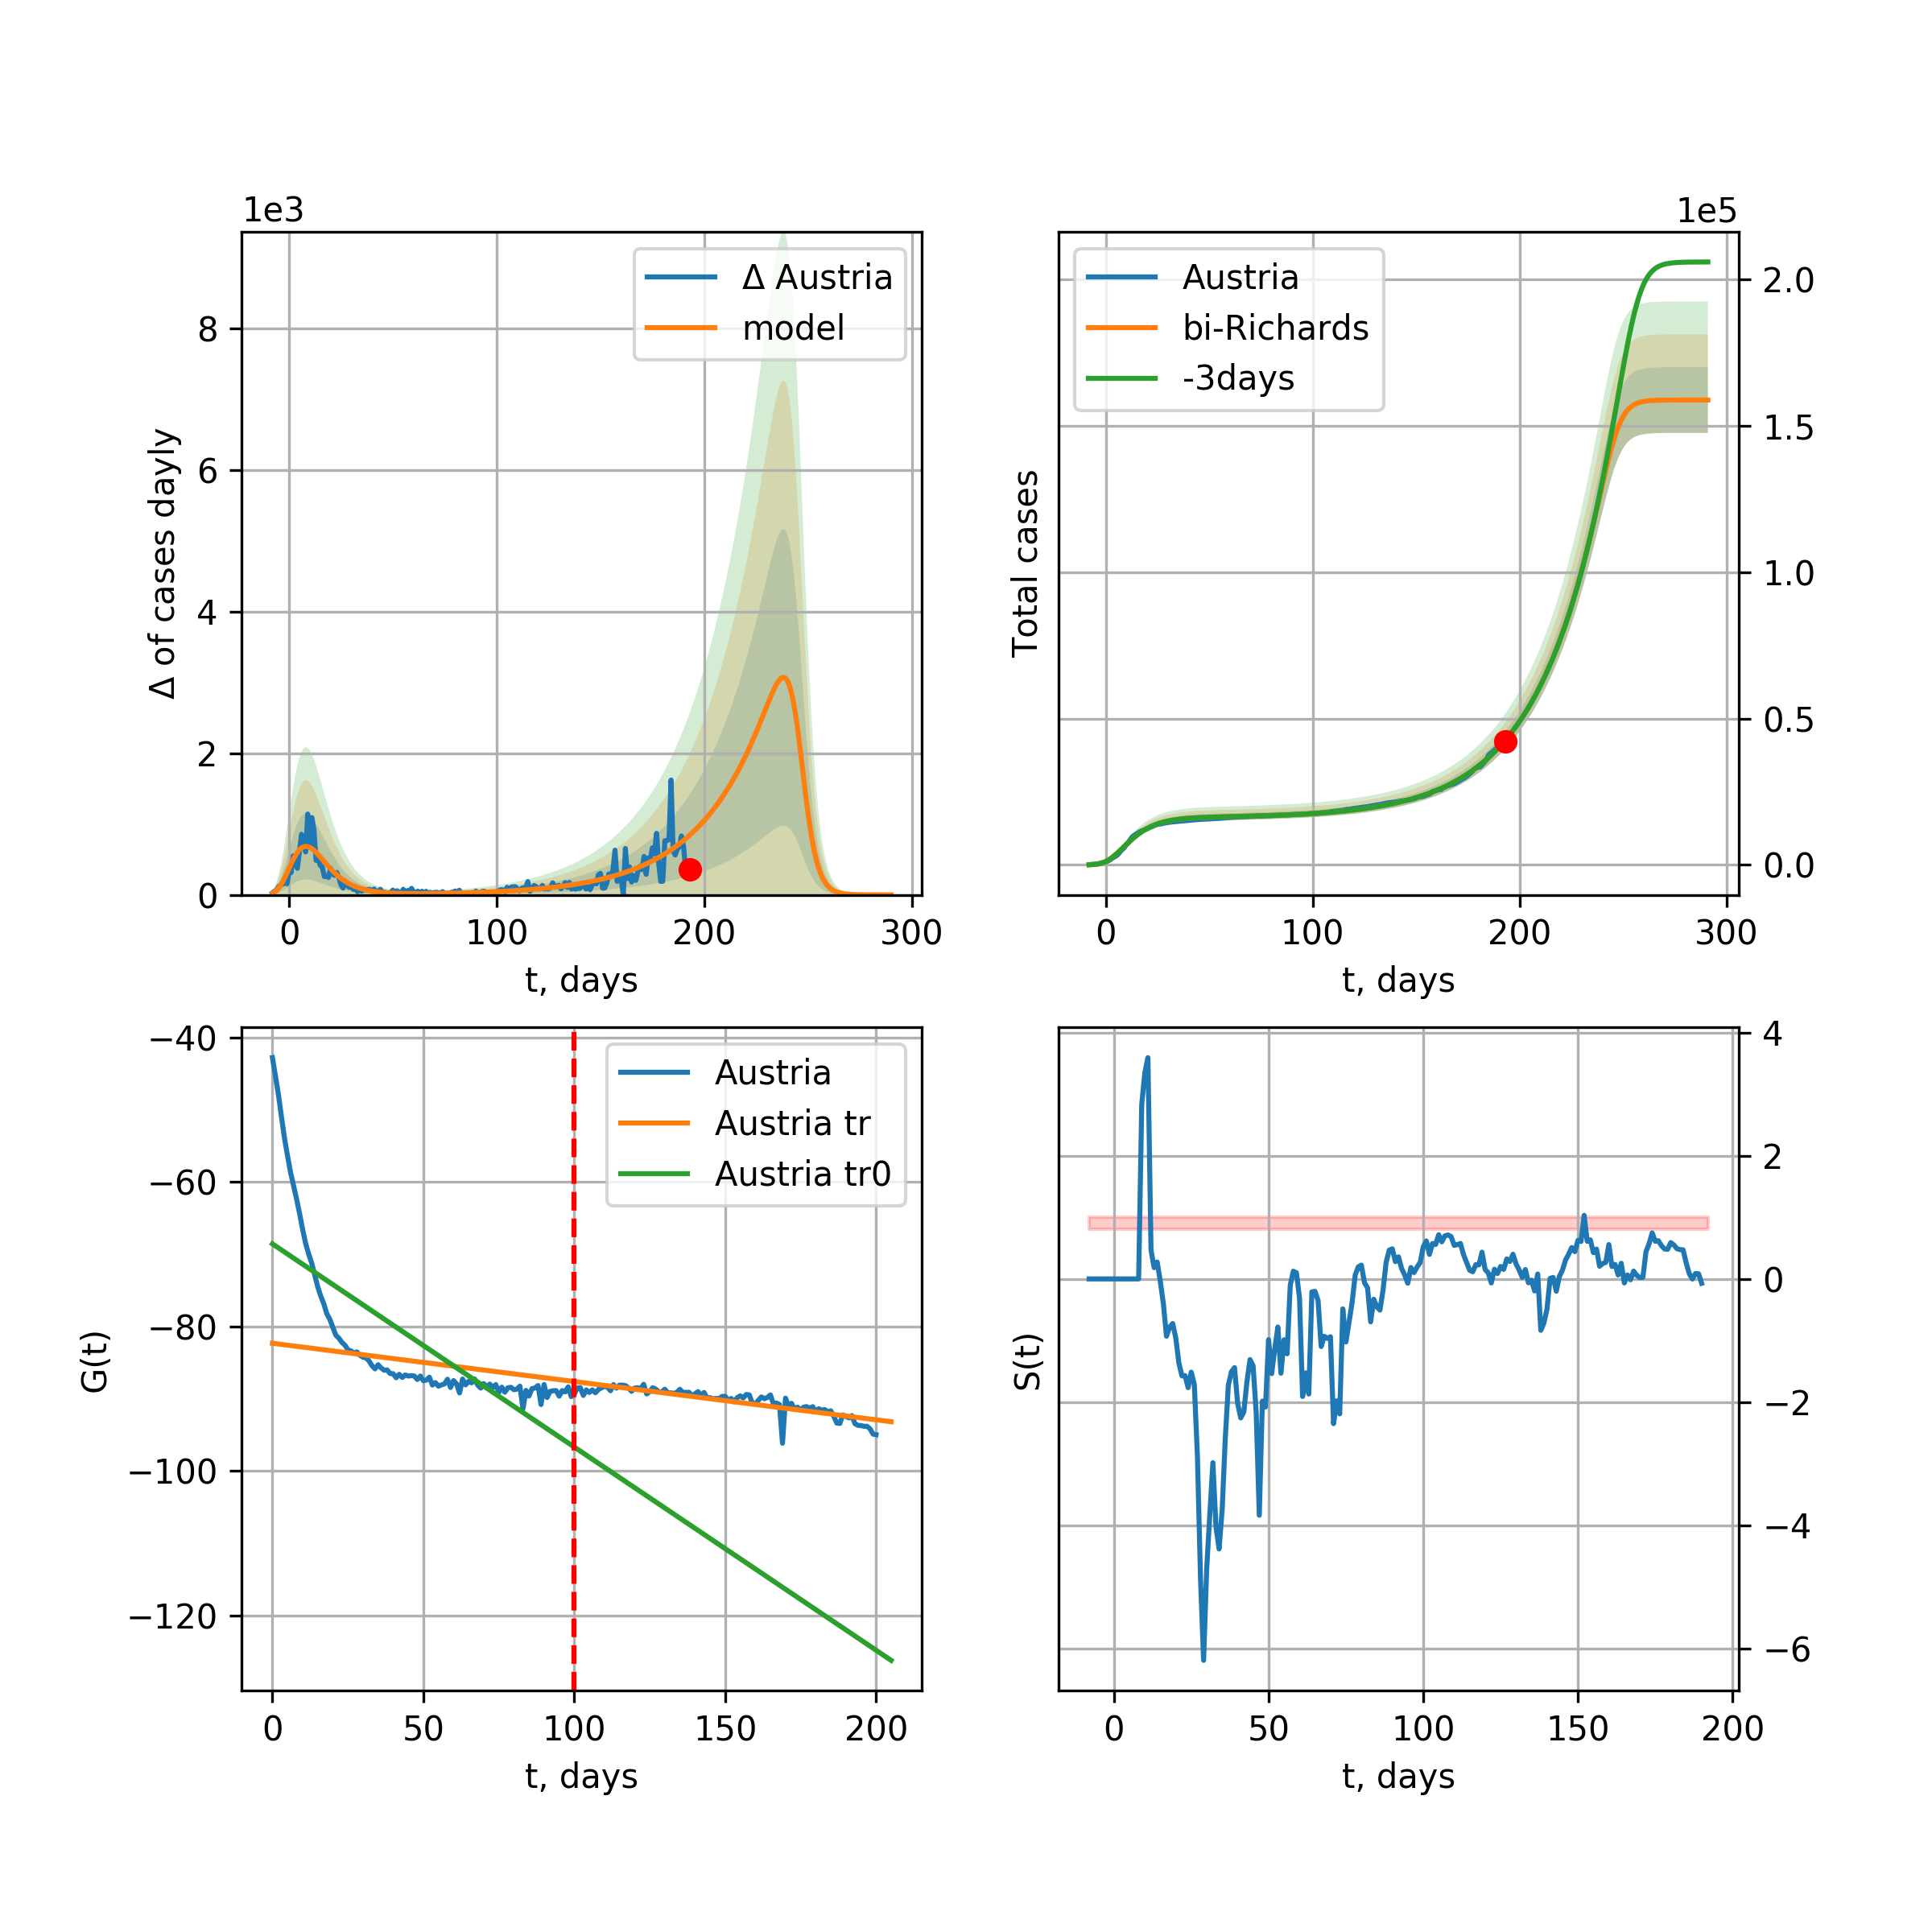 1e3
Δ Austria
model
8
6
4
2
0
Δ of cases dayly
0 100 200 300
t, days
1e5
Austria
bi-Richards
-3days
2.0
1.5
1.0
0.5
0.0
Total cases
0 100 200 300
t, days
Austria
Austria tr
Austria tr0
−40
−60
−80
−100
−120
G(t)
0 50 100 150 200
t, days
4
2
0
−2
−4
−6
S(t)
0 50 100 150 200
t, days